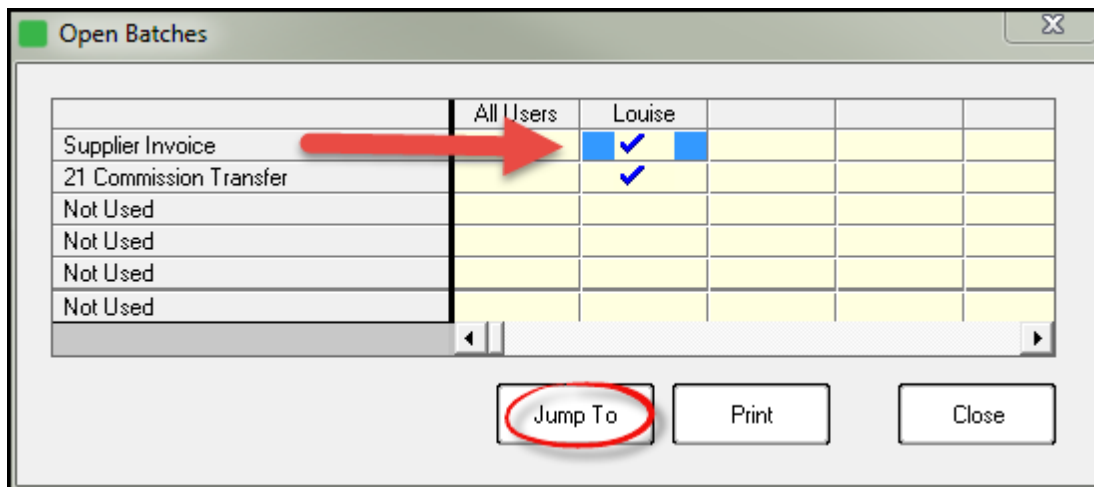 Open Batches
All Users Louise
Supplier Invoice
21 Commission Transfer
Not Used
Not Used
Not Used
Not Used
Jump To Print Close